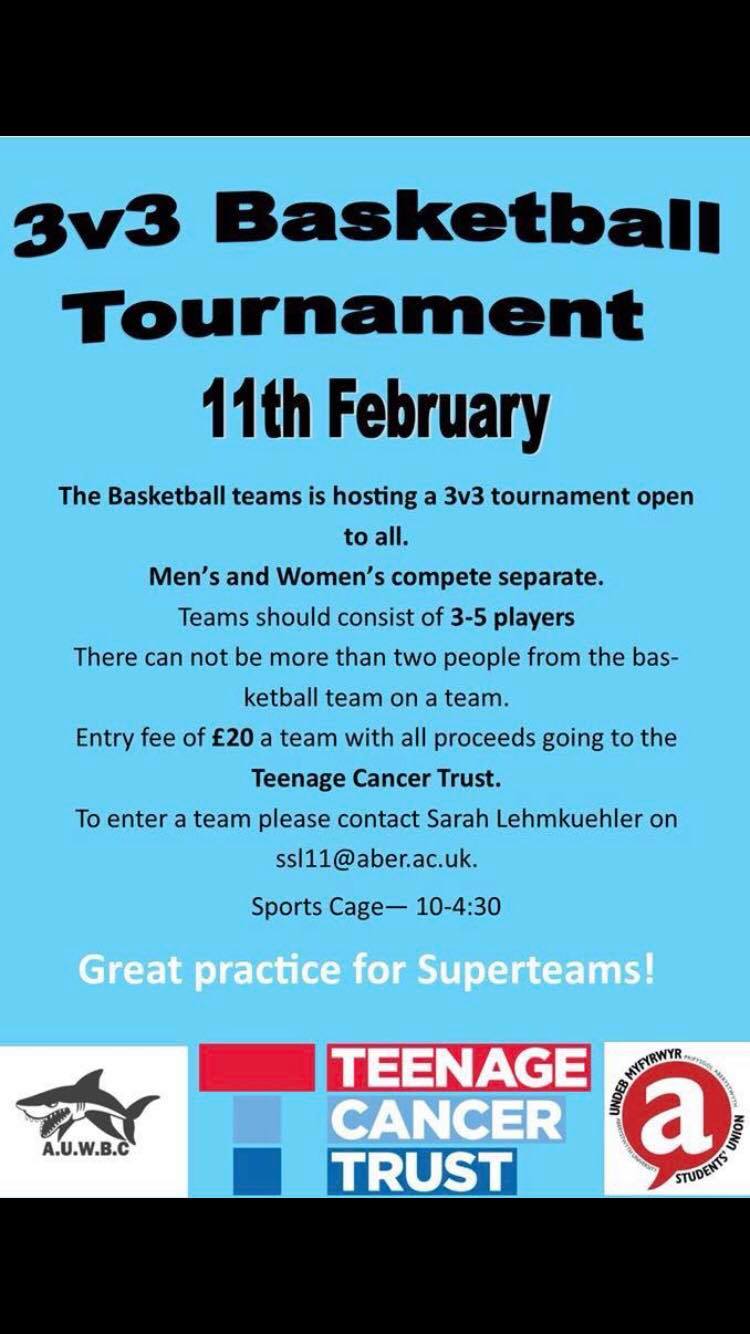 3v3 Basketball
Tournament
11th February
The Basketball teams is hosting a 3v3 tournament open
to all.
Men's and Women's compete separate.
Teams should consist of 3-5 players
There can not be more than two people from the bas-
ketball team on a team.
Entry fee of £20 a team with all proceeds going to the
Teenage Cancer Trust.
To enter a team please contact Sarah Lehmkuehler on
ssl11@aber.ac.uk.
Sports Cage— 10-4:30
Great practice for Superteams!
A.U.W.B.C
TEENAGE
CANCER
TRUST
UNDEB MYFYRWYR PRIFYSGOL ABERYSTWYTH
a
ABERYSTWYTH UNIVERSITY STUDENTS' UNION